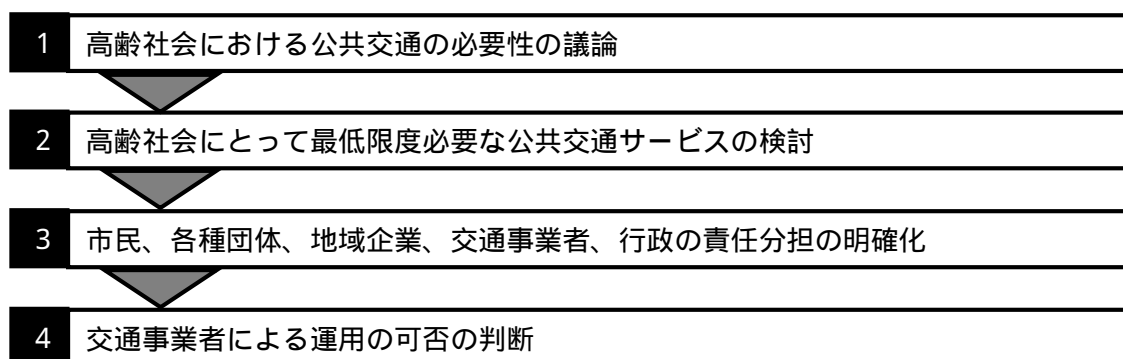 1 高齢社会における公共交通の必要性の議論
2 高齢社会にとって最低限度必要な公共交通サービスの検討
3 市民、各種団体、地域企業、交通事業者、行政の責任分担の明確化
4 交通事業者による運用の可否の判断